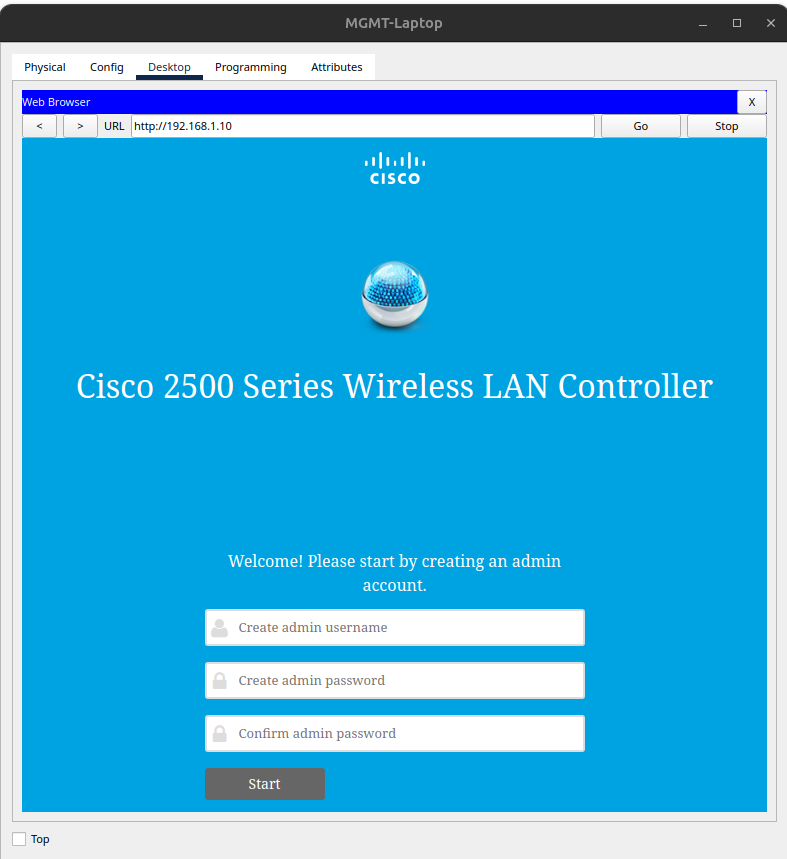 MGMT-Laptop
Physical Config Desktop Programming Attributes
Web Browser X
< > URL http://192.168.1.10 Go Stop
CISCO
Cisco 2500 Series Wireless LAN Controller
Welcome! Please start by creating an admin
account.
Create admin username
Create admin password
Confirm admin password
Start
Top